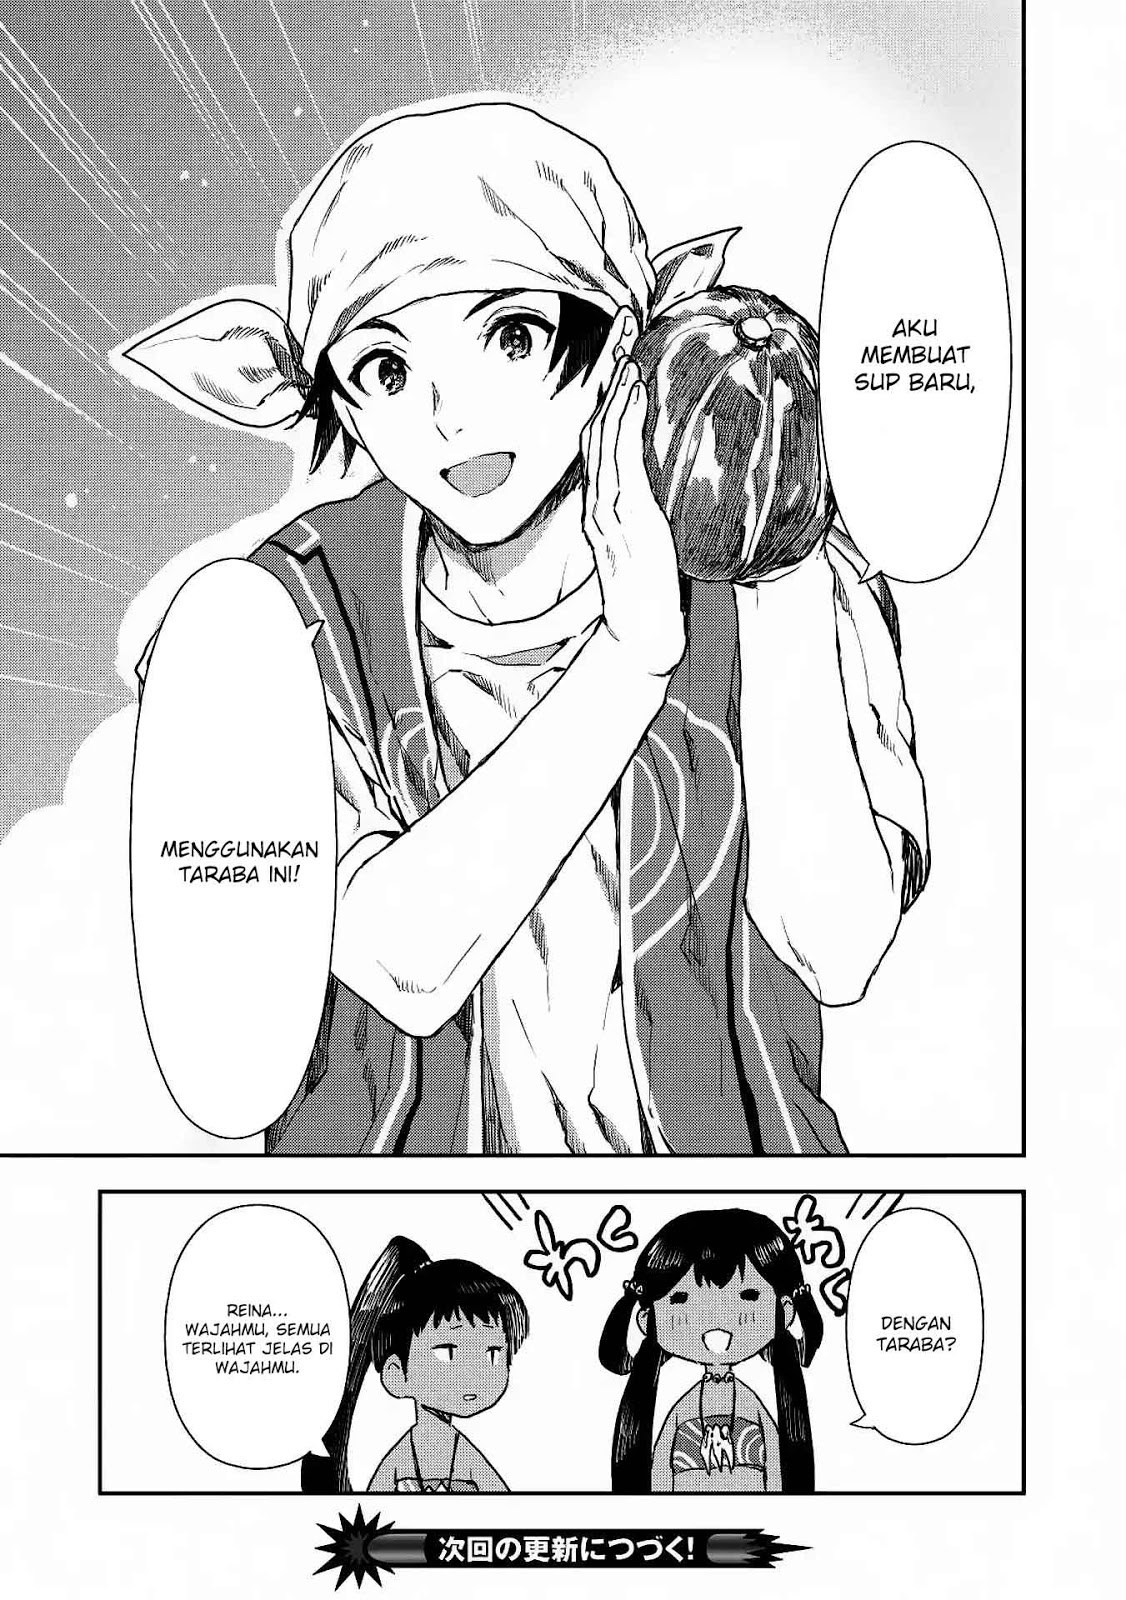 AKU
MEMBUAT
SUP BARU,
MENGGUNAKAN
TARABA INI!
DENGAN
TARABA?
わく
わく
REINA...
WAJAHMU, SEMUA
TERLIHAT JELAS DI
WAJAHMU.
次回の更新につづく!